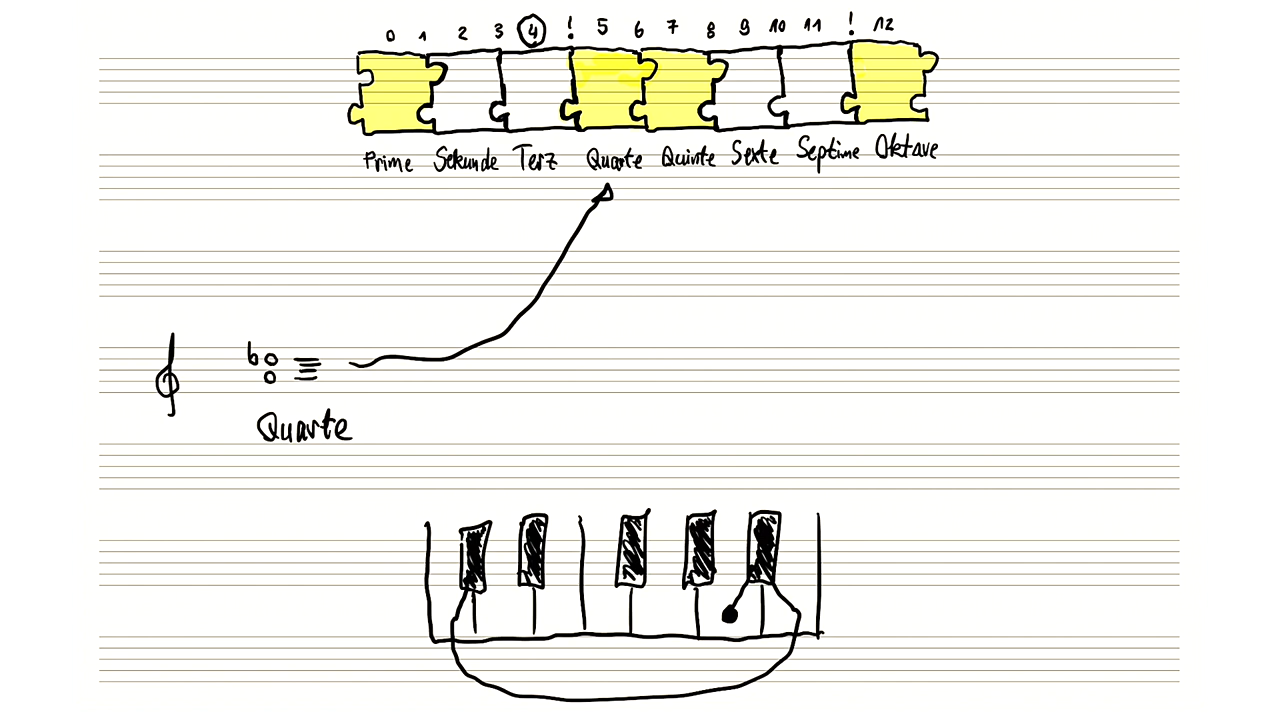 0 1 2 3 4 ! 5 6 7 8 9 10 11 ! 12
Prime Sekunde Terz Quarte Quinte Sexte Septime Oktave
b
Quarte